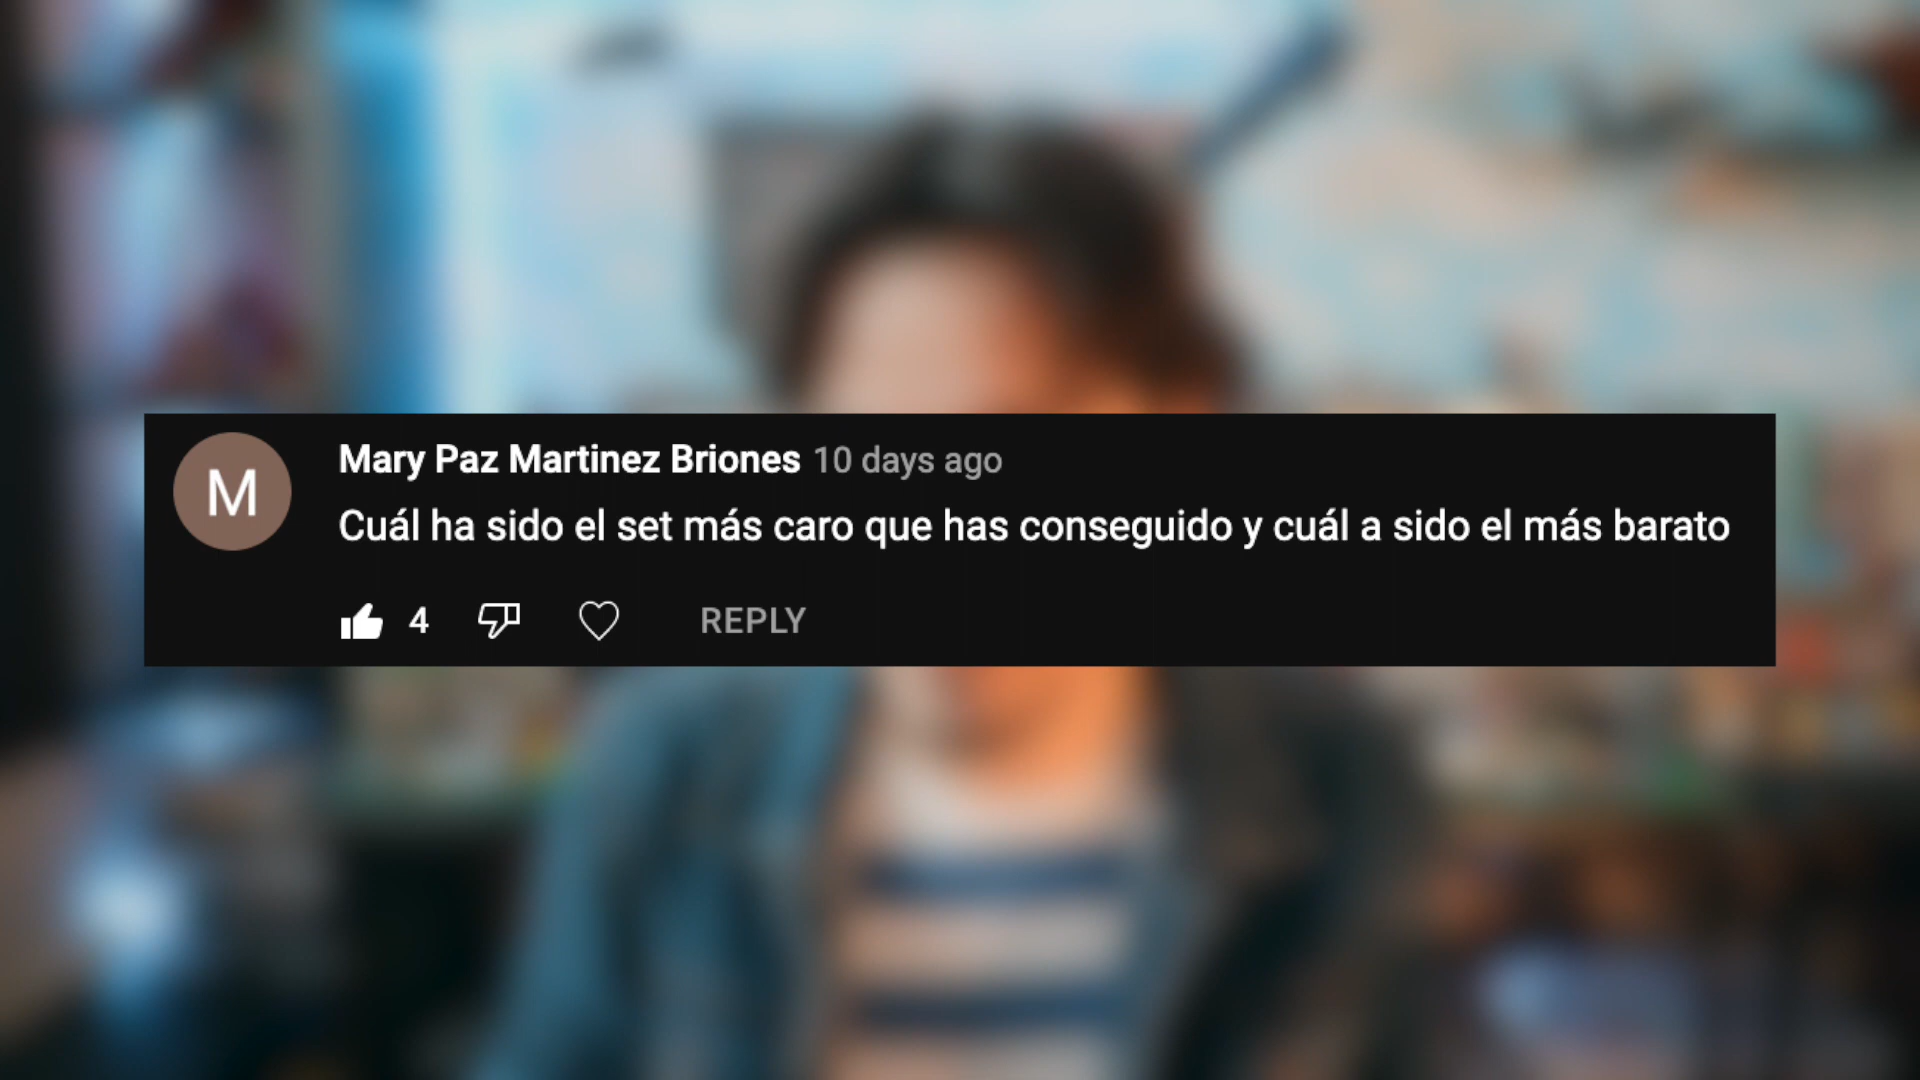 M
Mary Paz Martinez Briones 10 days ago
Cuál ha sido el set más caro que has conseguido y cuál a sido el más barato
4 REPLY